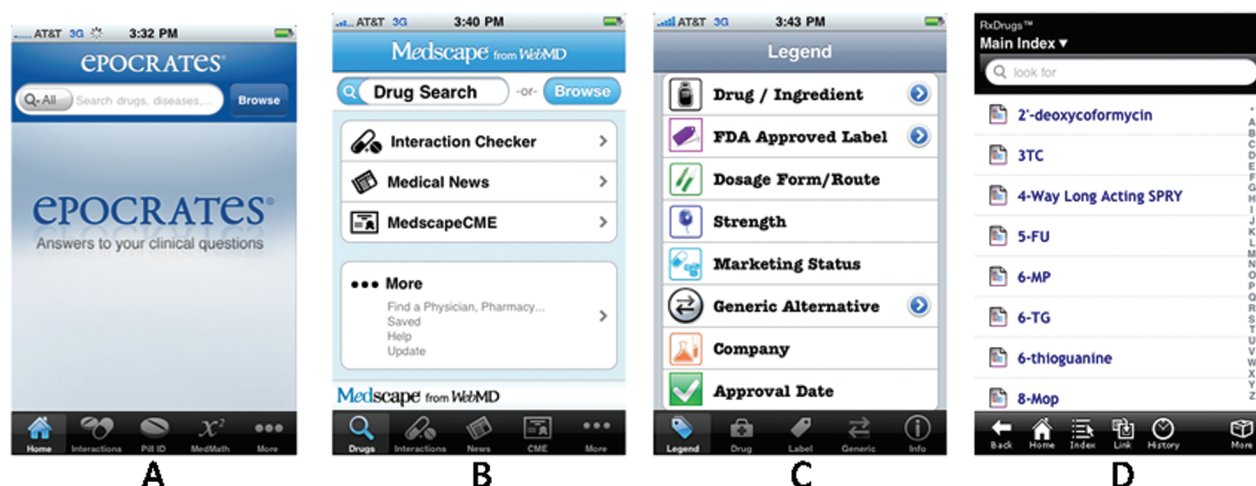 AT&T 3G 3:32 PM
EPOCRATES®
All Search drugs, diseases,... Browse
EPOCRATES®
Answers to your clinical questions
Home Interactions Pill ID MedMath More
A
AT&T 3G 3:40 PM
Medscape from WebMD
Drug Search -or- Browse
Interaction Checker
Medical News
MedscapeCME
More
Find a Physician, Pharmacy...
Saved
Help
Update
Medscape from WebMD
Drugs Interactions News CME More
B
AT&T 3G 3:43 PM
Legend
Drug / Ingredient
FDA Approved Label
Dosage Form/Route
Strength
Marketing Status
Generic Alternative
Company
Approval Date
Legend Drug Label Generic Info
C
RxDrugs™
Main Index ▾
look for
2'-deoxycoformycin
3TC
4-Way Long Acting SPRY
5-FU
6-MP
6-TG
6-thioguanine
8-Mop
*
A
B
C
D
E
F
G
H
I
J
K
L
M
N
O
P
Q
R
S
T
U
V
W
X
Y
Z
Back Home Index Link History More
D